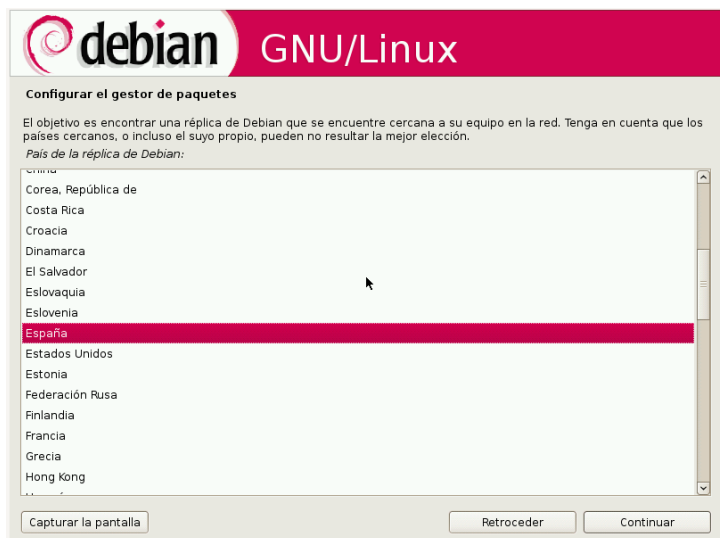 debian GNU/Linux
Configurar el gestor de paquetes
El objetivo es encontrar una réplica de Debian que se encuentre cercana a su equipo en la red. Tenga en cuenta que los
países cercanos, o incluso el suyo propio, pueden no resultar la mejor elección.
País de la réplica de Debian:
China
Corea, República de
Costa Rica
Croacia
Dinamarca
El Salvador
Eslovaquia
Eslovenia
España
Estados Unidos
Estonia
Federación Rusa
Finlandia
Francia
Grecia
Hong Kong
Capturar la pantalla
Retroceder
Continuar